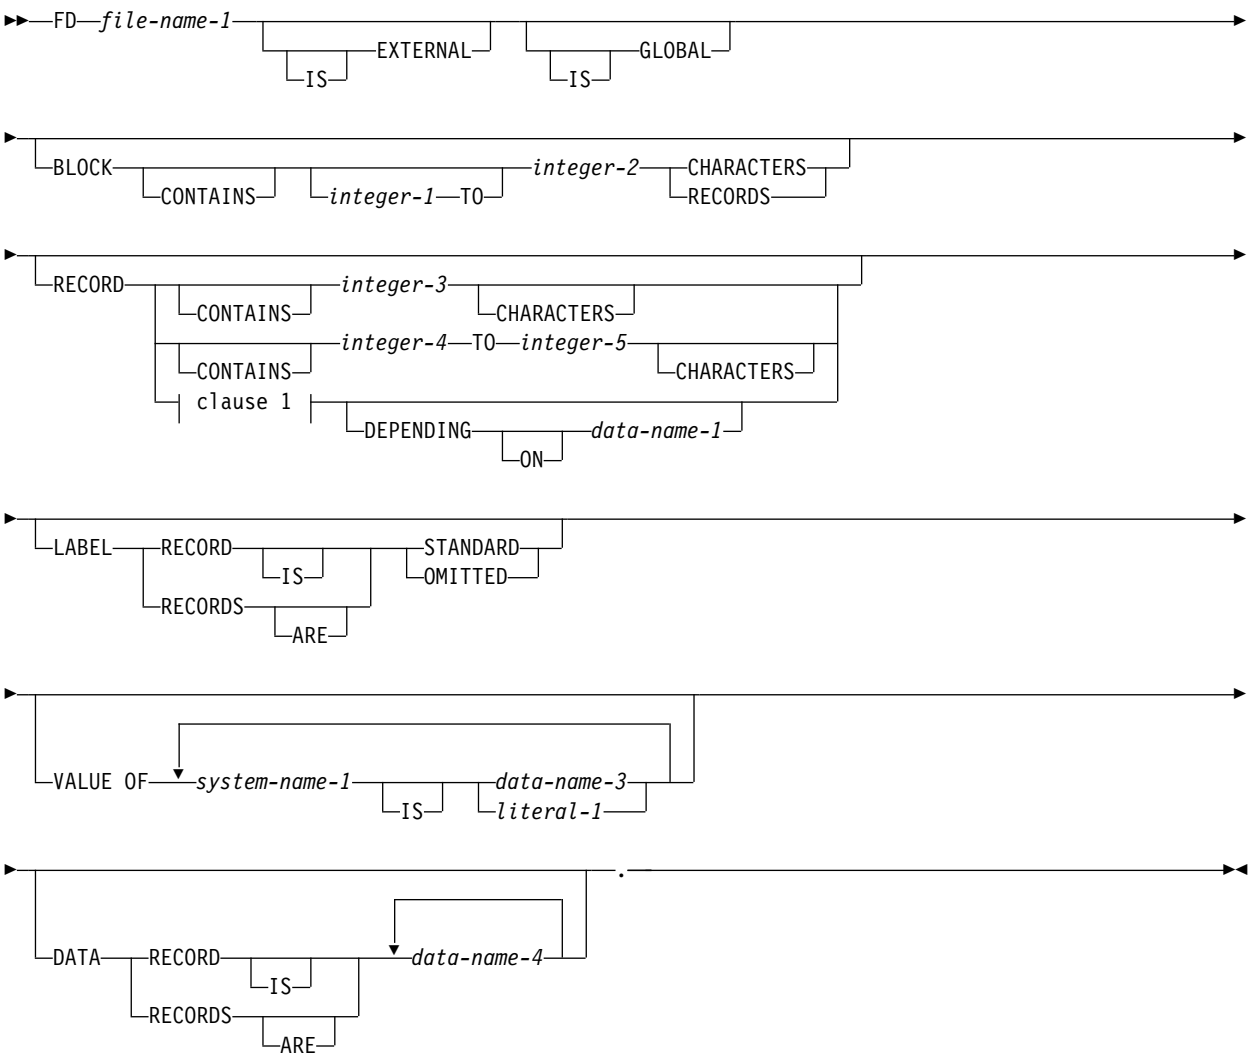 FD file-name-1
EXTERNAL GLOBAL
IS IS
integer-2 CHARACTERS
BLOCK
CONTAINS integer-1 TO RECORDS
RECORD integer-3
CONTAINS CHARACTERS
integer-4 TO integer-5
CONTAINS CHARACTERS
clause 1
DEPENDING data-name-1
ON
LABEL RECORD STANDARD
IS OMITTED
RECORDS
ARE
VALUE OF system-name-1 data-name-3
IS literal-1
.
DATA RECORD data-name-4
IS
RECORDS
ARE